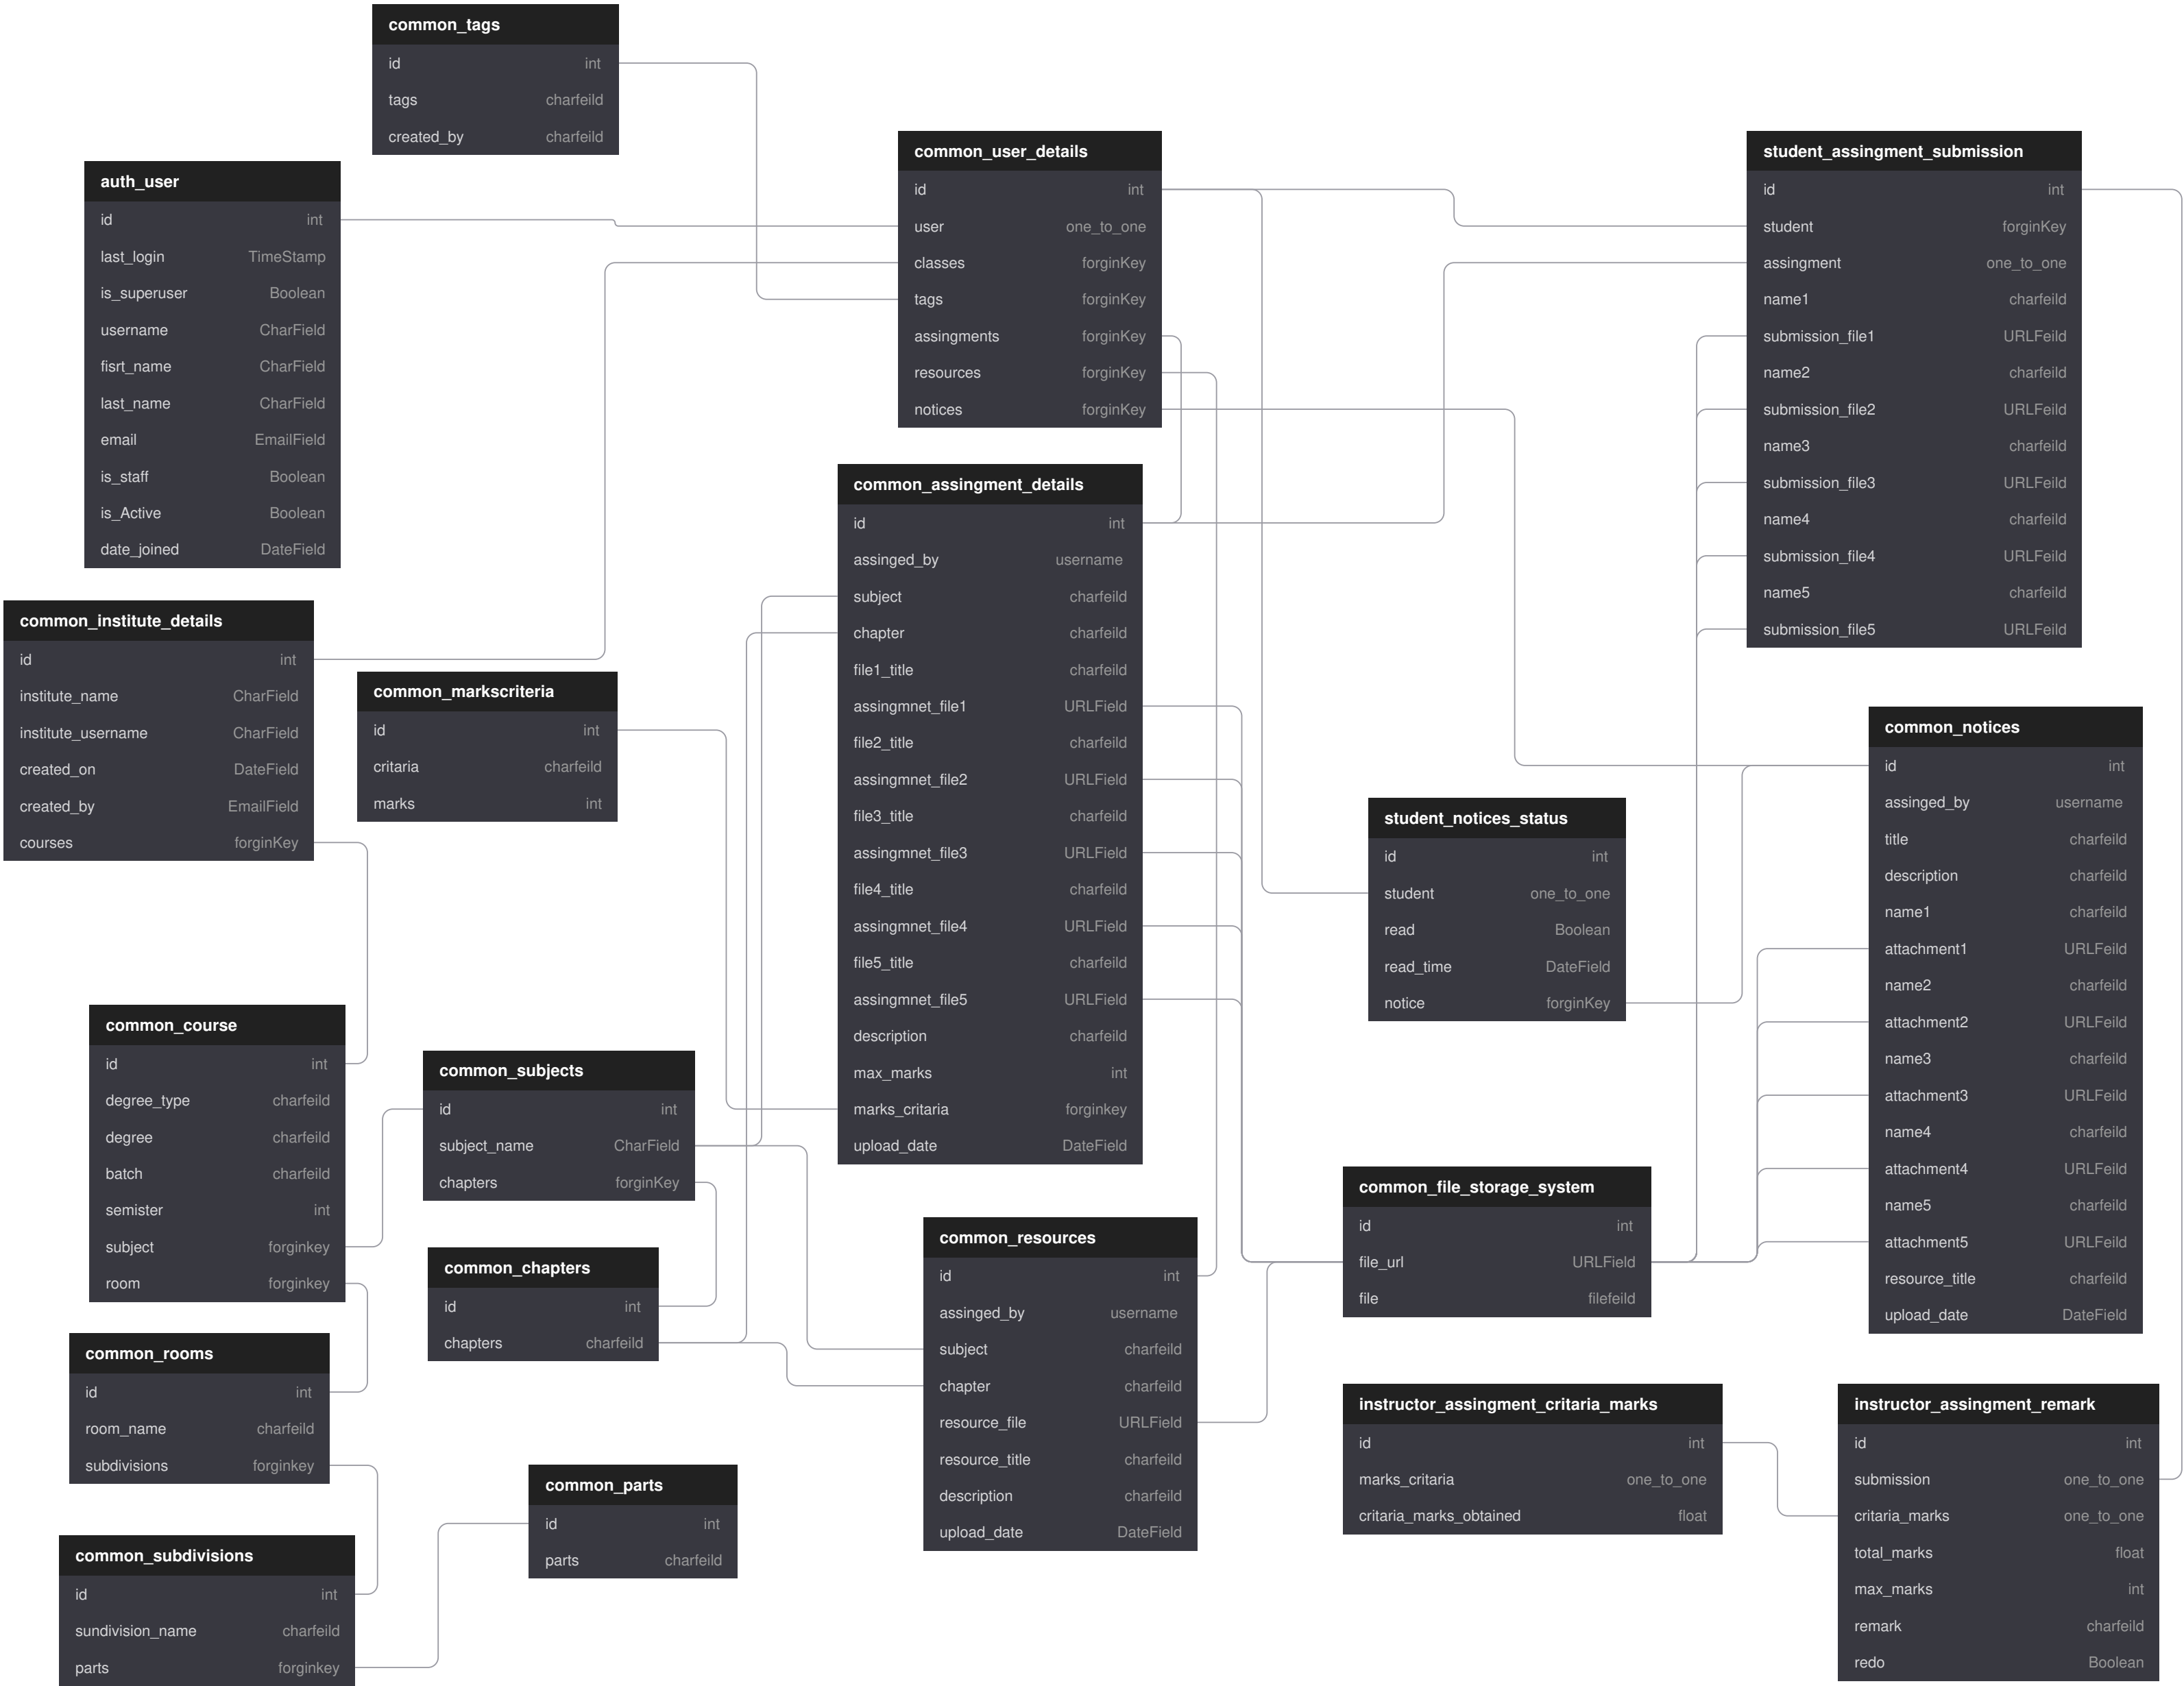 common_tags
id int
tags charfeild
created_by charfeild
auth_user
id int
last_login TimeStamp
is_superuser Boolean
username CharField
fisrt_name CharField
last_name CharField
email EmailField
is_staff Boolean
is_Active Boolean
date_joined DateField
common_user_details
id int
user one_to_one
classes forginKey
tags forginKey
assingments forginKey
resources forginKey
notices forginKey
student_assingment_submission
id int
student forginKey
assingment one_to_one
name1 charfeild
submission_file1 URLFeild
name2 charfeild
submission_file2 URLFeild
name3 charfeild
submission_file3 URLFeild
name4 charfeild
submission_file4 URLFeild
name5 charfeild
submission_file5 URLFeild
common_assingment_details
id int
assinged_by username
subject charfeild
chapter charfeild
file1_title charfeild
assingmnet_file1 URLField
file2_title charfeild
assingmnet_file2 URLField
file3_title charfeild
assingmnet_file3 URLField
file4_title charfeild
assingmnet_file4 URLField
file5_title charfeild
assingmnet_file5 URLField
description charfeild
max_marks int
marks_critaria forginkey
upload_date DateField
common_institute_details
id int
institute_name CharField
institute_username CharField
created_on DateField
created_by EmailField
courses forginKey
common_markscriteria
id int
critaria charfeild
marks int
common_notices
id int
assinged_by username
title charfeild
description charfeild
name1 charfeild
attachment1 URLFeild
name2 charfeild
attachment2 URLFeild
name3 charfeild
attachment3 URLFeild
name4 charfeild
attachment4 URLFeild
name5 charfeild
attachment5 URLFeild
resource_title charfeild
upload_date DateField
student_notices_status
id int
student one_to_one
read Boolean
read_time DateField
notice forginKey
common_course
id int
degree_type charfeild
degree charfeild
batch charfeild
semister int
subject forginkey
room forginkey
common_subjects
id int
subject_name CharField
chapters forginKey
common_file_storage_system
id int
file_url URLField
file filefeild
common_resources
id int
assinged_by username
subject charfeild
chapter charfeild
resource_file URLField
resource_title charfeild
description charfeild
upload_date DateField
common_chapters
id int
chapters charfeild
common_rooms
id int
room_name charfeild
subdivisions forginkey
instructor_assingment_critaria_marks
id int
marks_critaria one_to_one
critaria_marks_obtained float
instructor_assingment_remark
id int
submission one_to_one
critaria_marks one_to_one
total_marks float
max_marks int
remark charfeild
redo Boolean
common_parts
id int
parts charfeild
common_subdivisions
id int
sundivision_name charfeild
parts forginkey